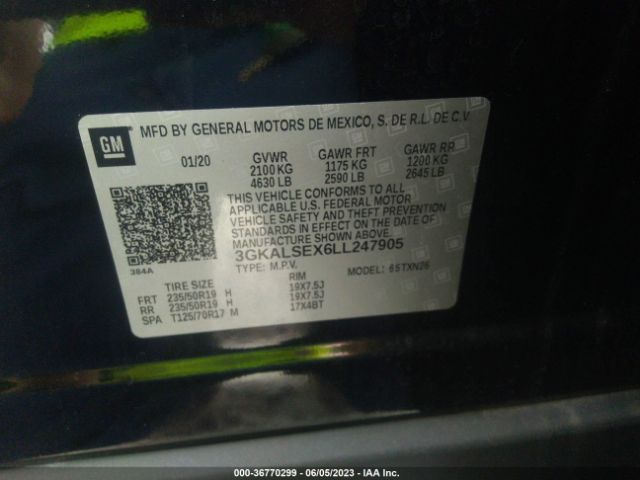 GM
MFD BY GENERAL MOTORS DE MEXICO, S. DE R.L. DE C.V.
01/20 GVWR GAWR FRT GAWR RR
2100 KG 1175 KG 1200 KG
4630 LB 2590 LB 2645 LB
THIS VEHICLE CONFORMS TO ALL
APPLICABLE U.S. FEDERAL MOTOR
VEHICLE SAFETY AND THEFT PREVENTION
STANDARDS IN EFFECT ON THE DATE OF
MANUFACTURE SHOWN ABOVE.
3GKALSEX6LL247905
384A
TYPE: M.P.V. MODEL: 65TXN26
TIRE SIZE RIM
FRT 235/50R19 H 19X7.5J
RR 235/50R19 H 19X7.5J
SPA T125/70R17 M 17X4BT
000-36770299 - 06/05/2023 - IAA Inc.